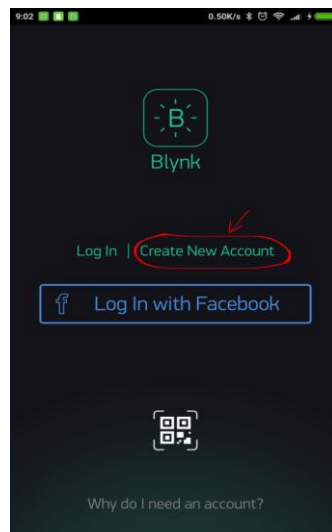 9:02 0.50K/s
B
Blynk
Log In | Create New Account
f Log In with Facebook
Why do I need an account?